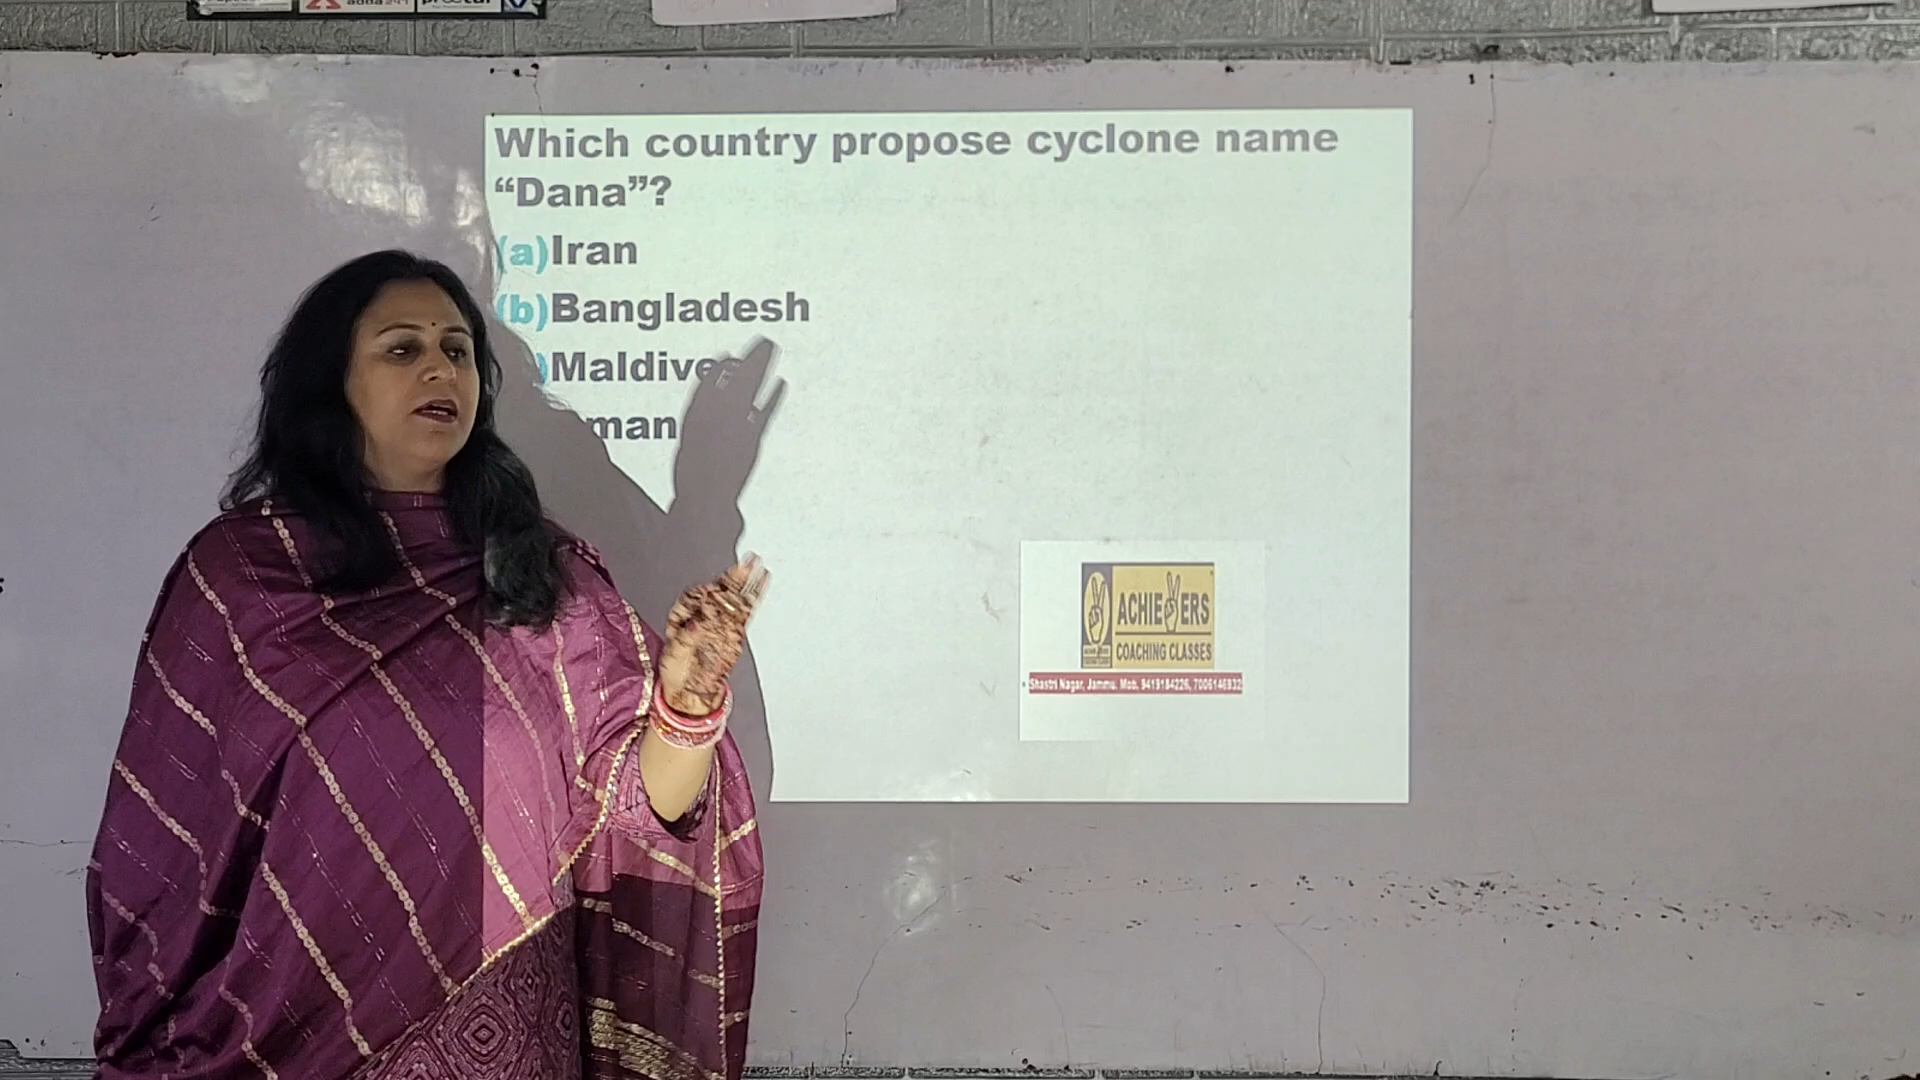 adda247
Which country propose cyclone name
“Dana”?
(a)Iran
(b)Bangladesh
)Maldive
man
ACHIEVERS
COACHING CLASSES
Shastri Nagar, Jammu. Mob. 9419184226, 7006146932